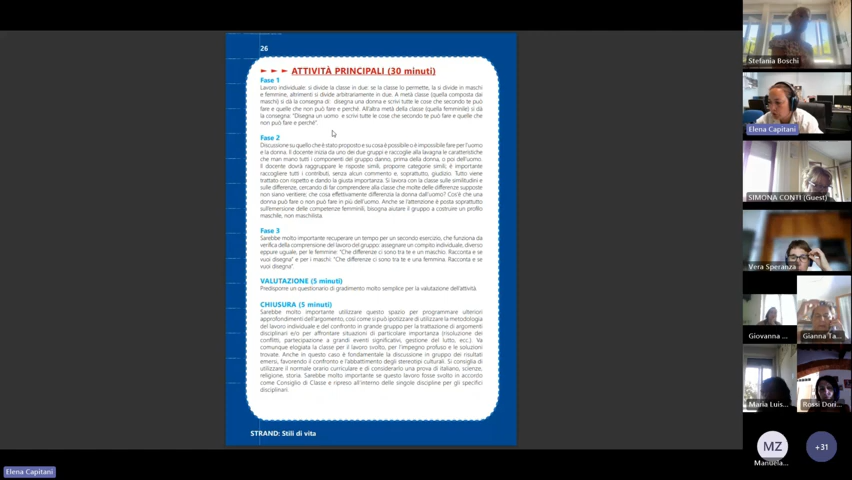 26
► ► ► ATTIVITÀ PRINCIPALI (30 minuti)
Fase 1
Lavoro individuale: si divide la classe in due: se la classe lo permette, la si divide in maschi
e femmine, altrimenti si divide arbitrariamente in due. A metà classe (quella composta dai
maschi) si dà la consegna di: disegna una donna e scrivi tutte le cose che secondo te può
fare e quelle che non può fare e perché. All'altra metà della classe (quella femminile) si dà
la consegna: "Disegna un uomo e scrivi tutte le cose che secondo te può fare e quelle che
non può fare e perché".
Fase 2
Discussione su quello che è stato proposto e su cosa è possibile o è impossibile fare per l'uomo
e la donna. Il docente inizia da uno dei due gruppi e raccoglie alla lavagna le caratteristiche
che man mano tutti i componenti del gruppo danno, prima della donna, o poi dell'uomo.
Il docente dovrà raggruppare le risposte simili, proporre categorie simili, è importante
raccogliere tutti i contributi, senza alcun commento e, soprattutto, giudizio. Tutto viene
trattato con rispetto e dando la giusta importanza. Si lavora con la classe sulle similitudini e
sulle differenze, cercando di far comprendere alla classe che molte delle differenze supposte
non siano veritiere: che cosa effettivamente differenzia la donna dall'uomo? Cos'è che una
donna può fare o non può fare in più dell'uomo. Anche se l'attenzione è posta soprattutto
sull'emersione delle competenze femminili, bisogna aiutare il gruppo a costruire un profilo
maschile, non maschilista.
Fase 3
Sarebbe molto importante recuperare un tempo per un secondo esercizio, che funziona da
verifica della comprensione del lavoro del gruppo: assegnare un compito individuale, diverso
eppure uguale, per le femmine: "Che differenze ci sono tra te e un maschio. Racconta e se
vuoi disegna" e per i maschi: "Che differenze ci sono tra te e una femmina. Racconta e se
vuoi disegna".
VALUTAZIONE (5 minuti)
Predisporre un questionario di gradimento molto semplice per la valutazione dell'attività.
CHIUSURA (5 minuti)
Sarebbe molto importante utilizzare questo spazio per programmare ulteriori
approfondimenti dell'argomento, così come si può ipotizzare di utilizzare la metodologia
del lavoro individuale e del confronto in grande gruppo per la trattazione di argomenti
disciplinari e/o per affrontare situazioni di particolare importanza (risoluzione dei
conflitti, partecipazione a grandi eventi significativi, gestione del lutto, ecc.). Va
comunque elogiata la classe per il lavoro svolto, per l'impegno profuso e le soluzioni
trovate. Anche in questo caso è fondamentale la discussione in gruppo dei risultati
emersi, favorendo il confronto e l'abbattimento degli stereotipi culturali. Si consiglia di
utilizzare il normale orario curriculare e di considerarlo una prova di italiano, scienze,
religione, storia. Sarebbe molto importante se questo lavoro fosse svolto in accordo
come Consiglio di Classe e ripreso all'interno delle singole discipline per gli specifici
disciplinari.
STRAND: Stili di vita
Elena Capitani
Stefania Boschi
Elena Capitani
SIMONA CONTI (Guest)
Vera Speranza
Giovanna ...
Gianna Ta...
Maria Luis...
Rossi Dori...
MZ
Manuela...
+31